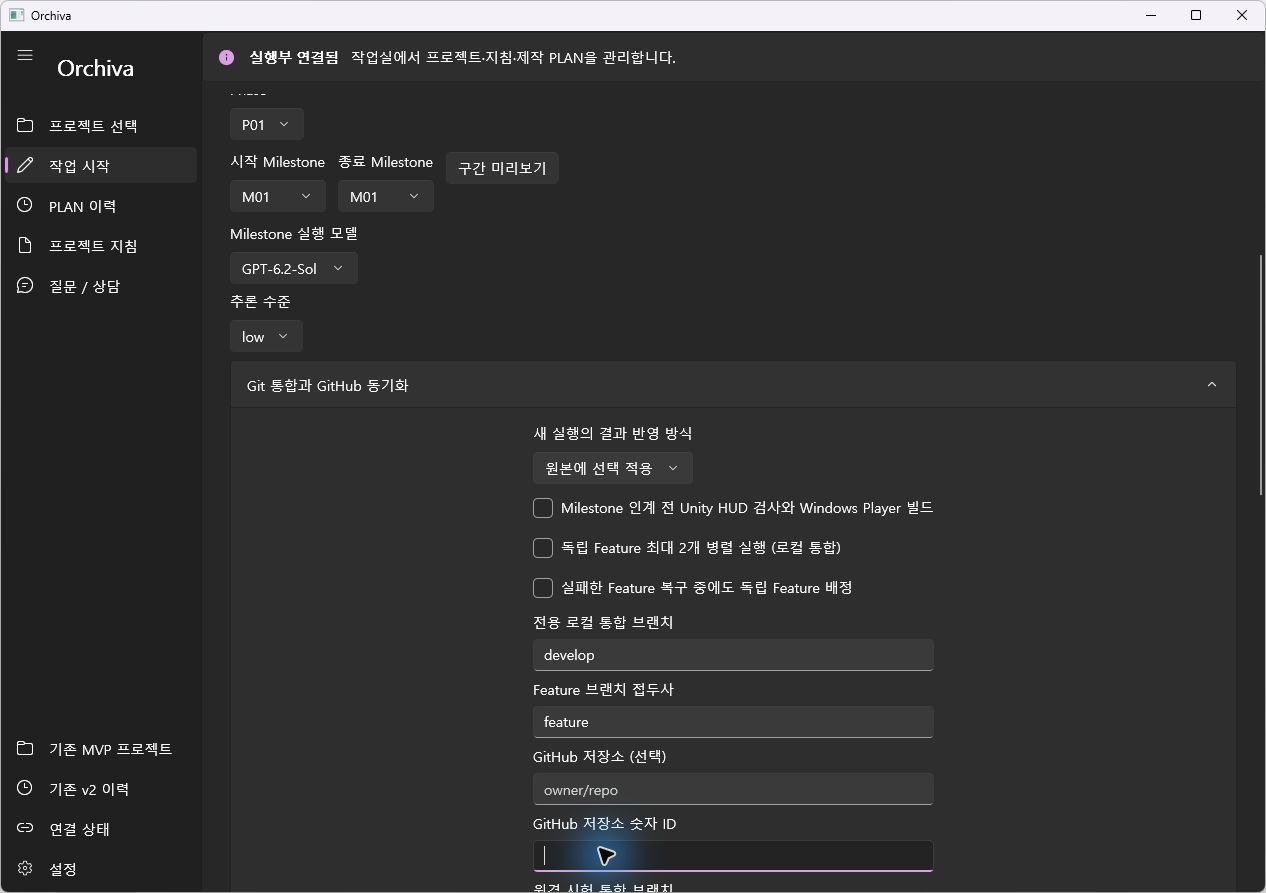 Orchiva
Orchiva
프로젝트 선택
작업 시작
PLAN 이력
프로젝트 지침
질문 / 상담
기존 MVP 프로젝트
기존 v2 이력
연결 상태
설정
실행부 연결됨 작업실에서 프로젝트·지침·제작 PLAN을 관리합니다.
Phase
P01
시작 Milestone 종료 Milestone 구간 미리보기
M01 M01
Milestone 실행 모델
GPT-6.2-Sol
추론 수준
low
Git 통합과 GitHub 동기화
새 실행의 결과 반영 방식
원본에 선택 적용
Milestone 인계 전 Unity HUD 검사와 Windows Player 빌드
독립 Feature 최대 2개 병렬 실행 (로컬 통합)
실패한 Feature 복구 중에도 독립 Feature 배정
전용 로컬 통합 브랜치
develop
Feature 브랜치 접두사
feature
GitHub 저장소 (선택)
owner/repo
GitHub 저장소 숫자 ID
원격 시험 통합 브랜치